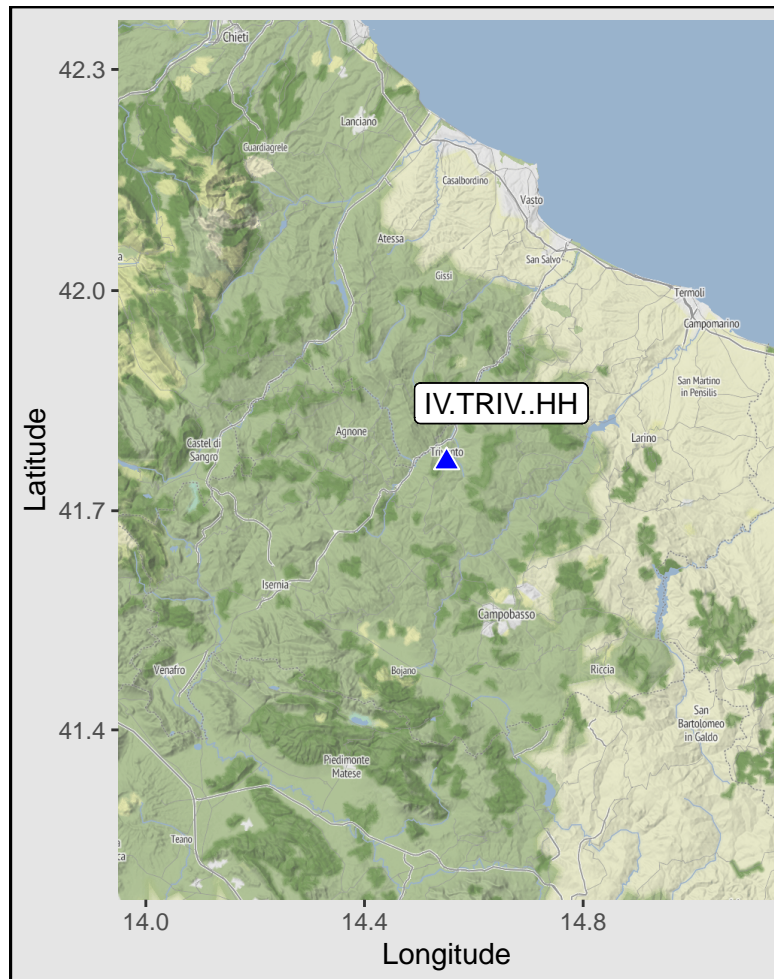 Chieti
42.3
Lanciano
Guardiagrele
Casalbordino
Vasto
Atessa
San Salvo
Gissi
42.0
Termoli
Campomarino
San Martino
in Pensilis
IV.TRIV..HH
Agnone
Castel di
Sangro
Larino
41.7
Isernia
Campobasso
Venafro
Bojano
Riccia
San
Bartolomeo
in Galdo
41.4
Piedimonte
Matese
Teano
14.0
14.4
14.8
Longitude
Latitude